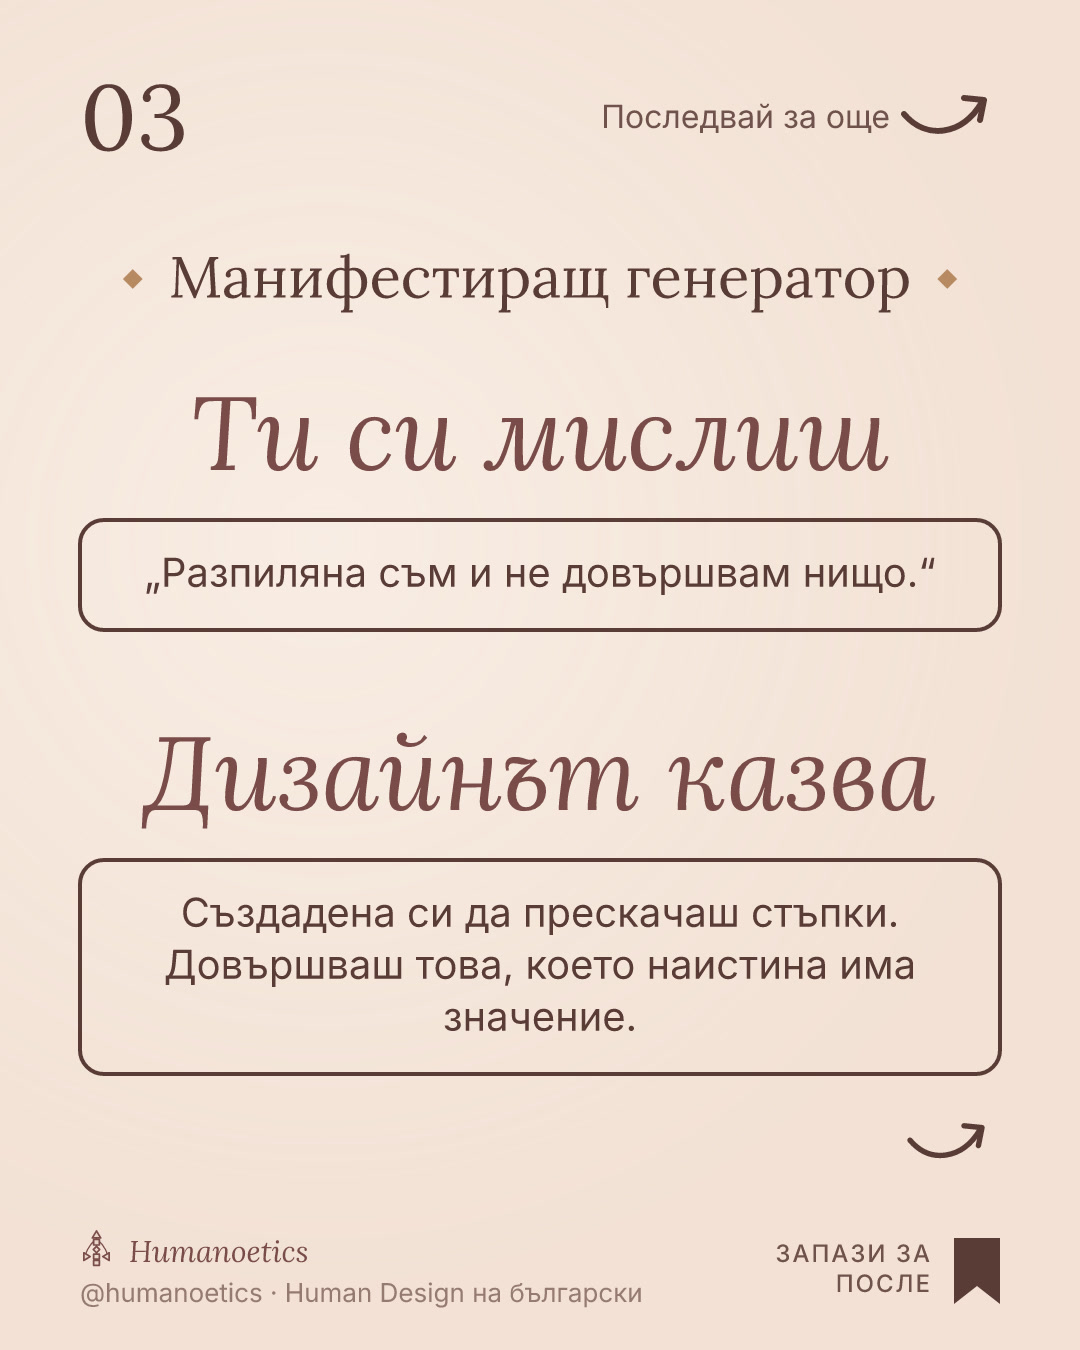 03
Последвай за още
Манифестиращ генератор
Ти си мислиш
„Разпиляна съм и не довършвам нищо.“
Дизайнът казва
Създадена си да прескачаш стъпки.
Довършваш това, което наистина има
значение.
Humanoetics
@humanoetics · Human Design на български
ЗАПАЗИ ЗА
ПОСЛЕ